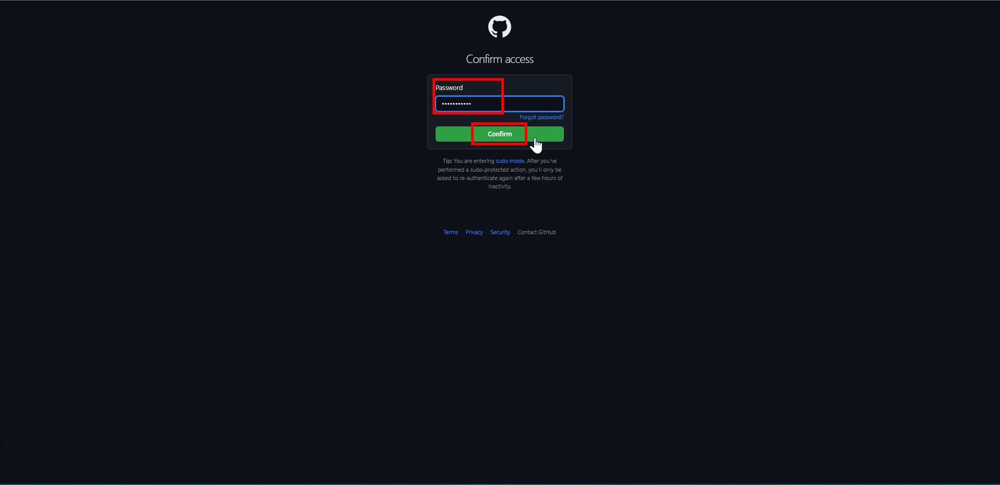 Confirm access
Password
•••••••••••
Forgot password?
Confirm
Tip: You are entering sudo mode. After you've
performed a sudo-protected action, you'll only be
asked to re-authenticate again after a few hours of
inactivity.
Terms Privacy Security Contact GitHub